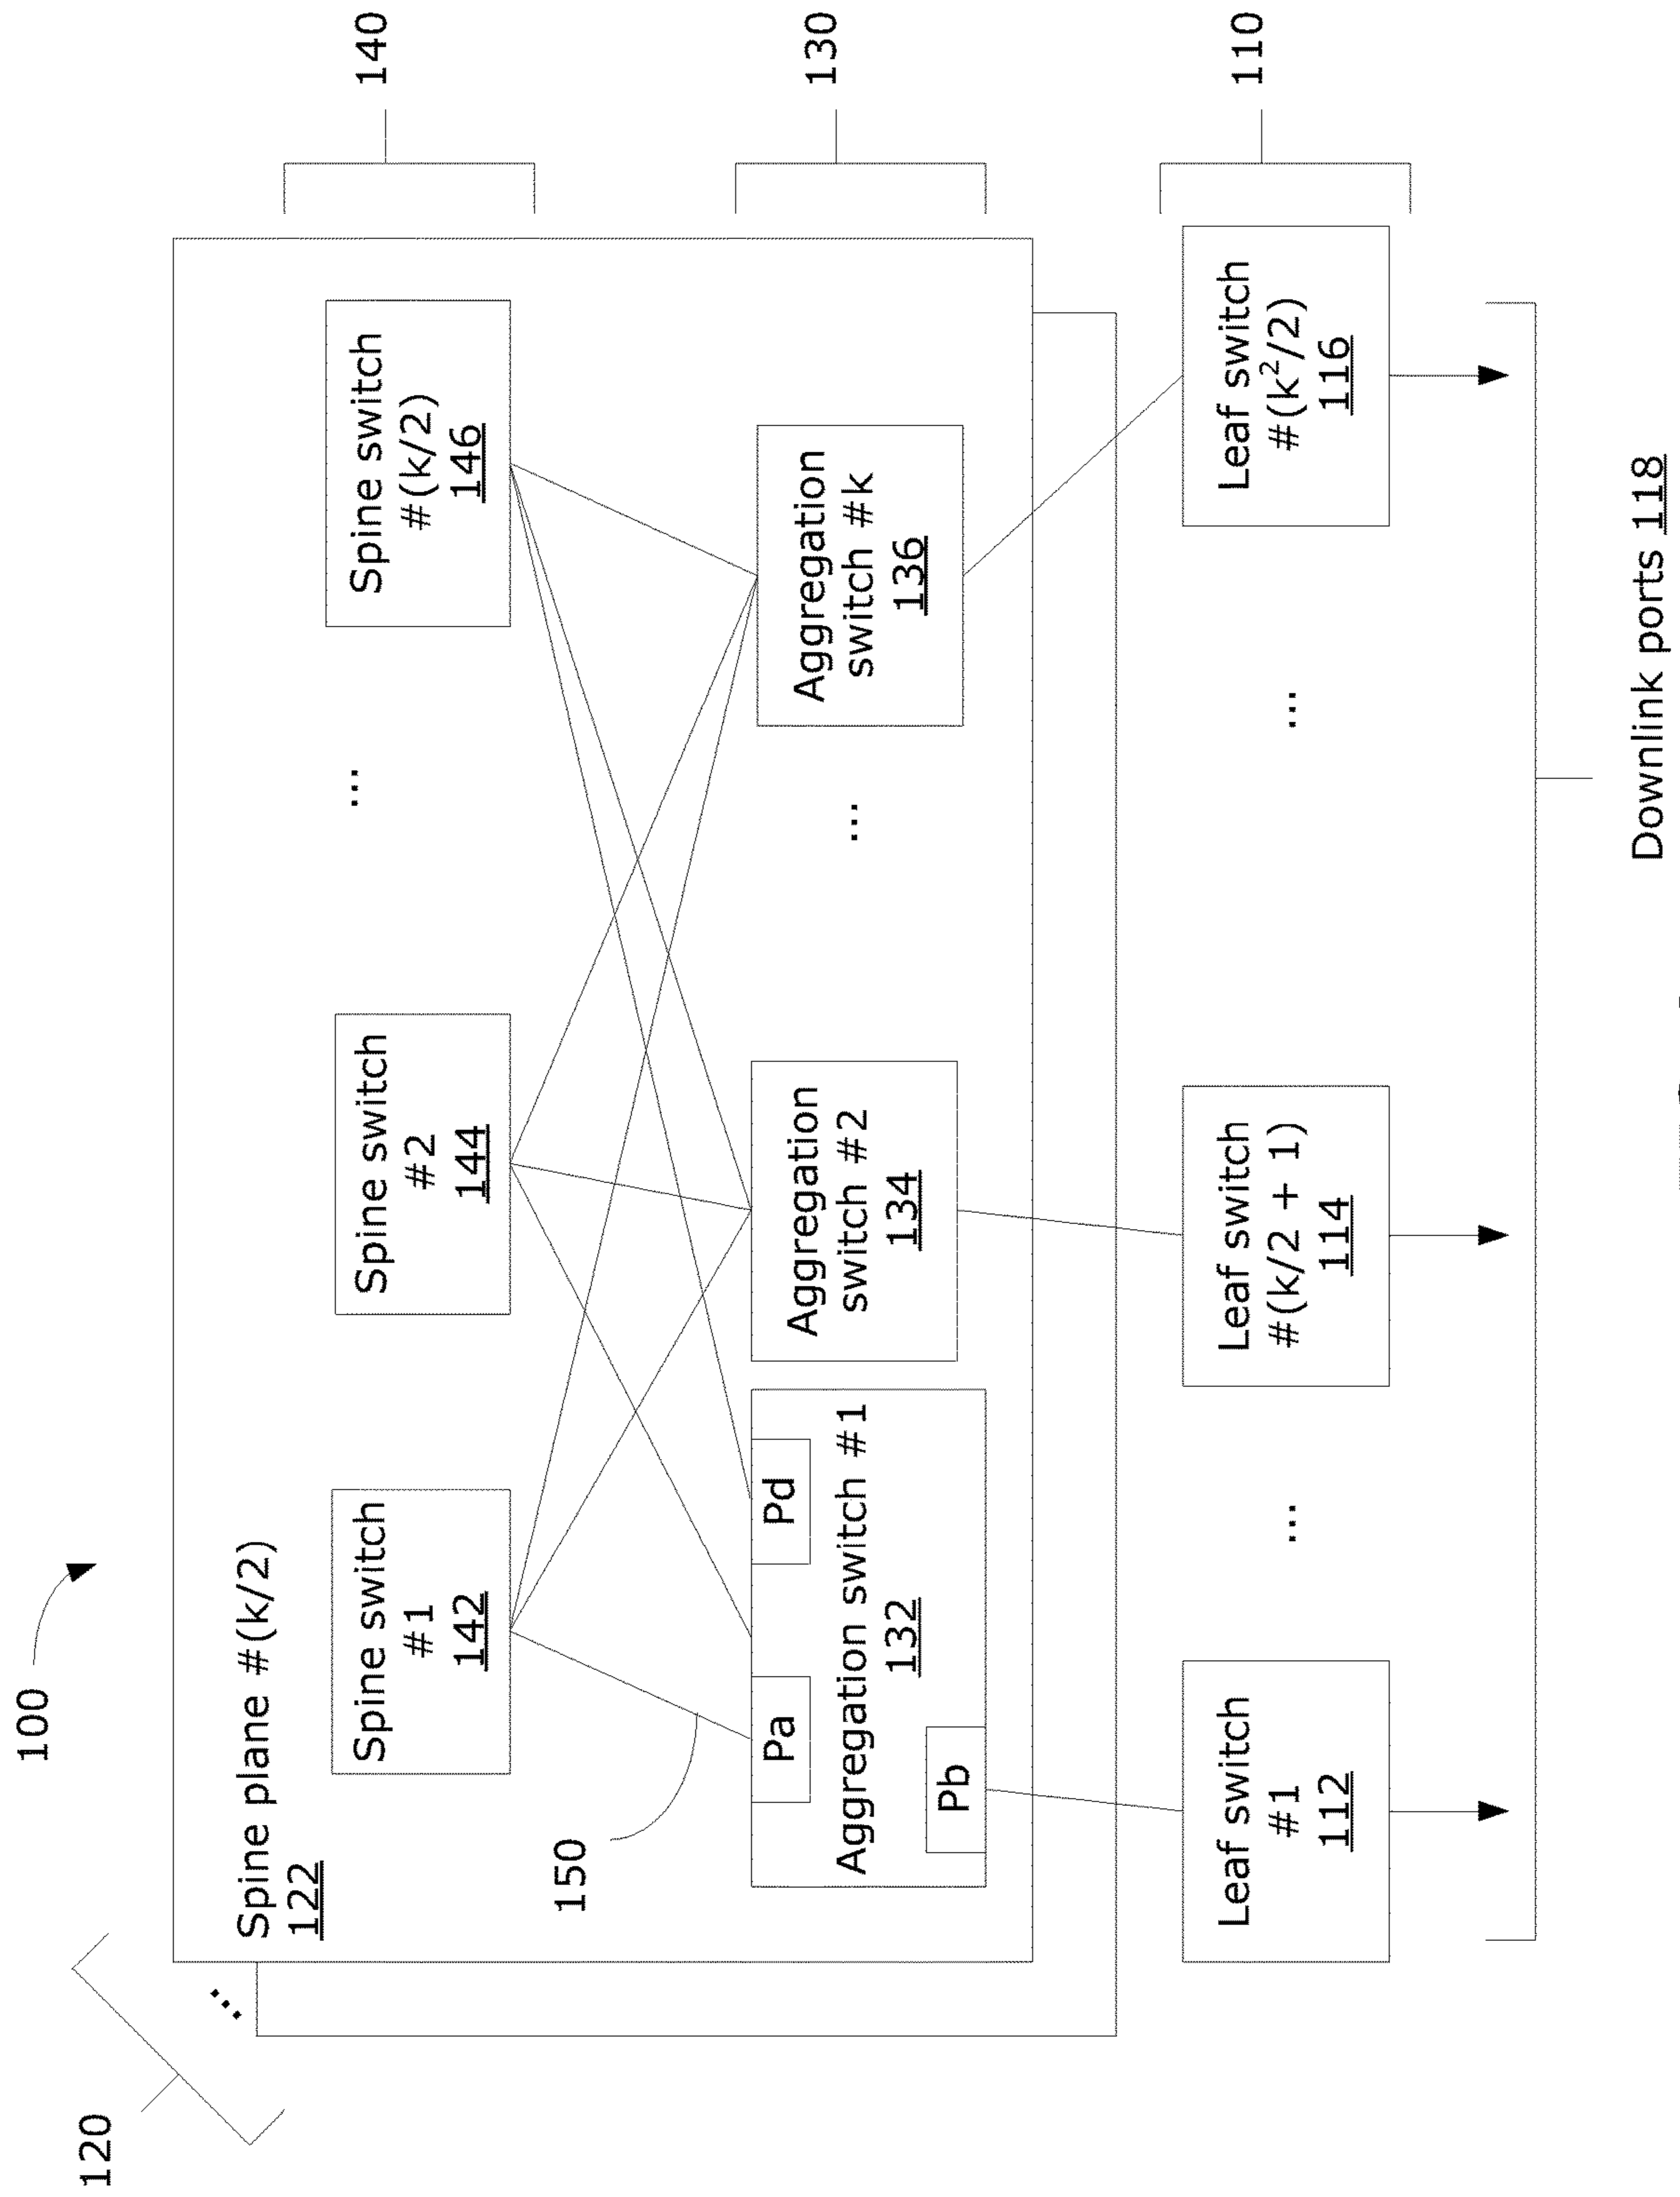 100
120
...
Spine plane #(k/2)
122
140
Spine switch
#1
142
Spine switch
#2
144
...
Spine switch
#(k/2)
146
150
130
Pa
Pd
Aggregation switch #1
132
Pb
Aggregation
switch #2
134
...
Aggregation
switch #k
136
110
Leaf switch
#1
112
...
Leaf switch
#(k/2 + 1)
114
...
Leaf switch
#(k²/2)
116
Downlink ports 118